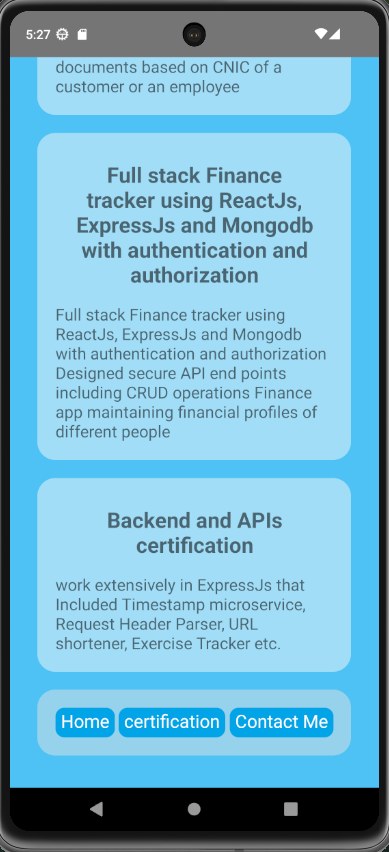 5:27
documents based on CNIC of a
customer or an employee
Full stack Finance
tracker using ReactJs,
ExpressJs and Mongodb
with authentication and
authorization
Full stack Finance tracker using
ReactJs, ExpressJs and Mongodb
with authentication and authorization
Designed secure API end points
including CRUD operations Finance
app maintaining financial profiles of
different people
Backend and APIs
certification
work extensively in ExpressJs that
Included Timestamp microservice,
Request Header Parser, URL
shortener, Exercise Tracker etc.
Home certification Contact Me